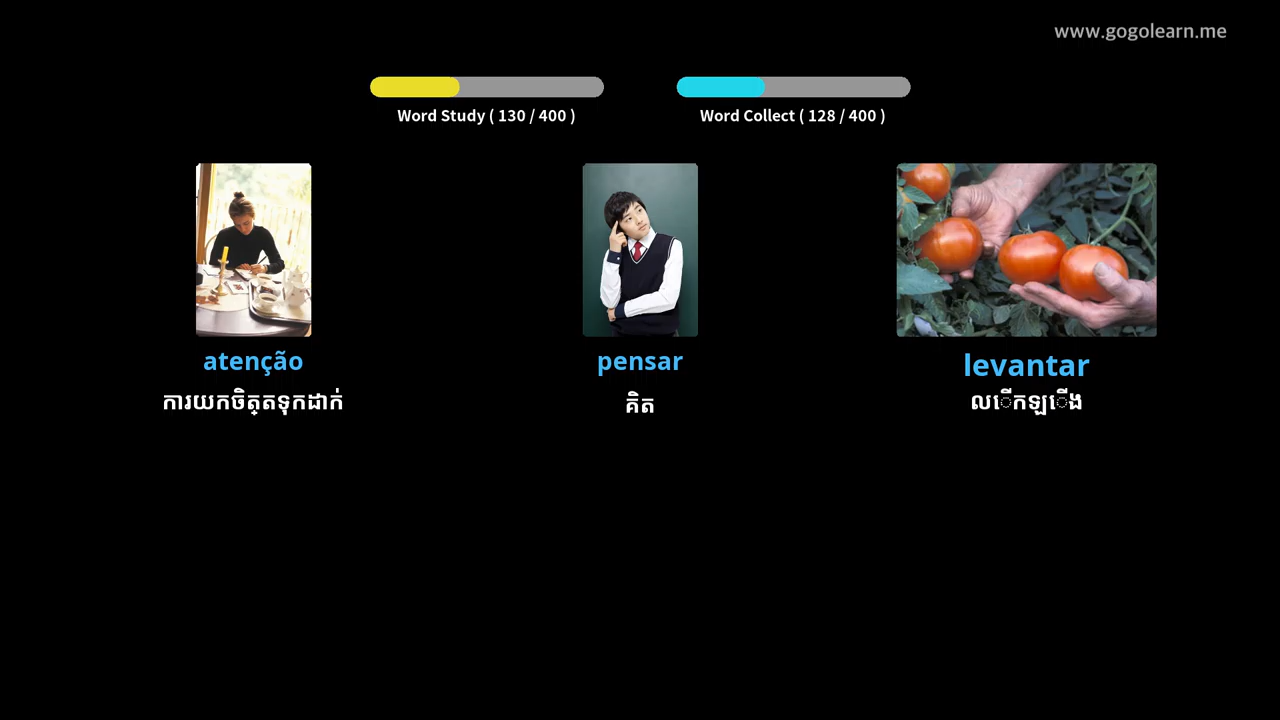 www.gogolearn.me
Word Study ( 130 / 400 )
Word Collect ( 128 / 400 )
atenção
pensar
levantar
ការយកចិត្តទុកដាក់
គិត
លើកឡើង